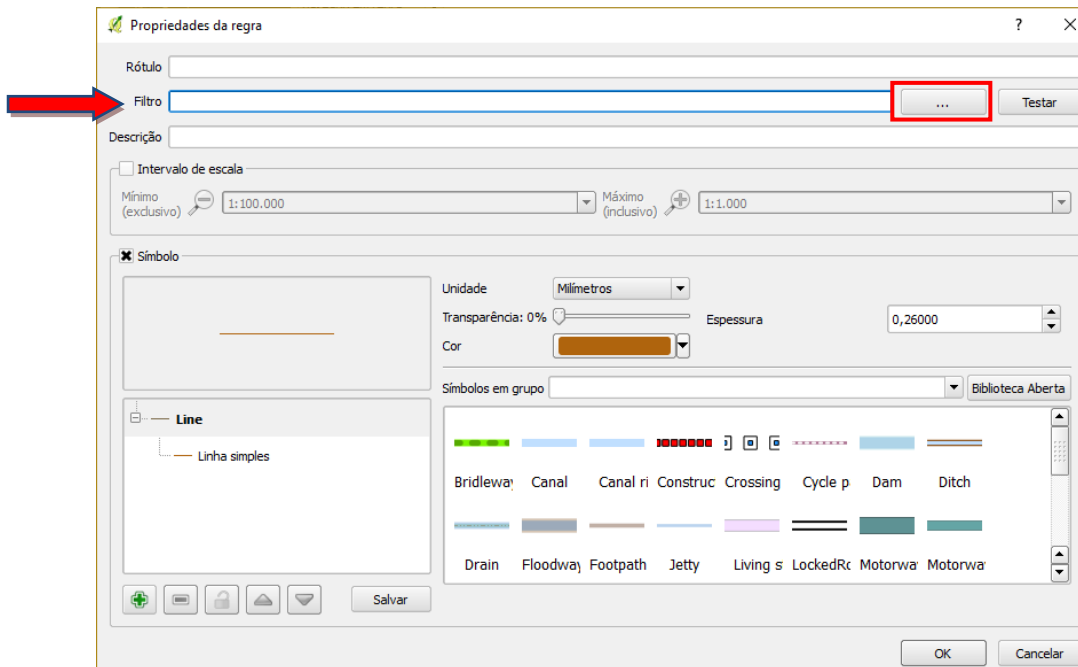 Propriedades da regra ?
Rótulo
Filtro ... Testar
Descrição
Intervalo de escala
Mínimo (exclusivo) 1:100.000 Máximo (inclusivo) 1:1.000
Símbolo
Unidade Milímetros
Transparência: 0% Espessura 0,26000
Cor
Símbolos em grupo Biblioteca Aberta
Line
Linha simples
Bridleway Canal Canal ri Construc Crossing Cycle p Dam Ditch
Drain Floodway Footpath Jetty Living s LockedRo Motorwa Motorwa
Salvar
OK Cancelar